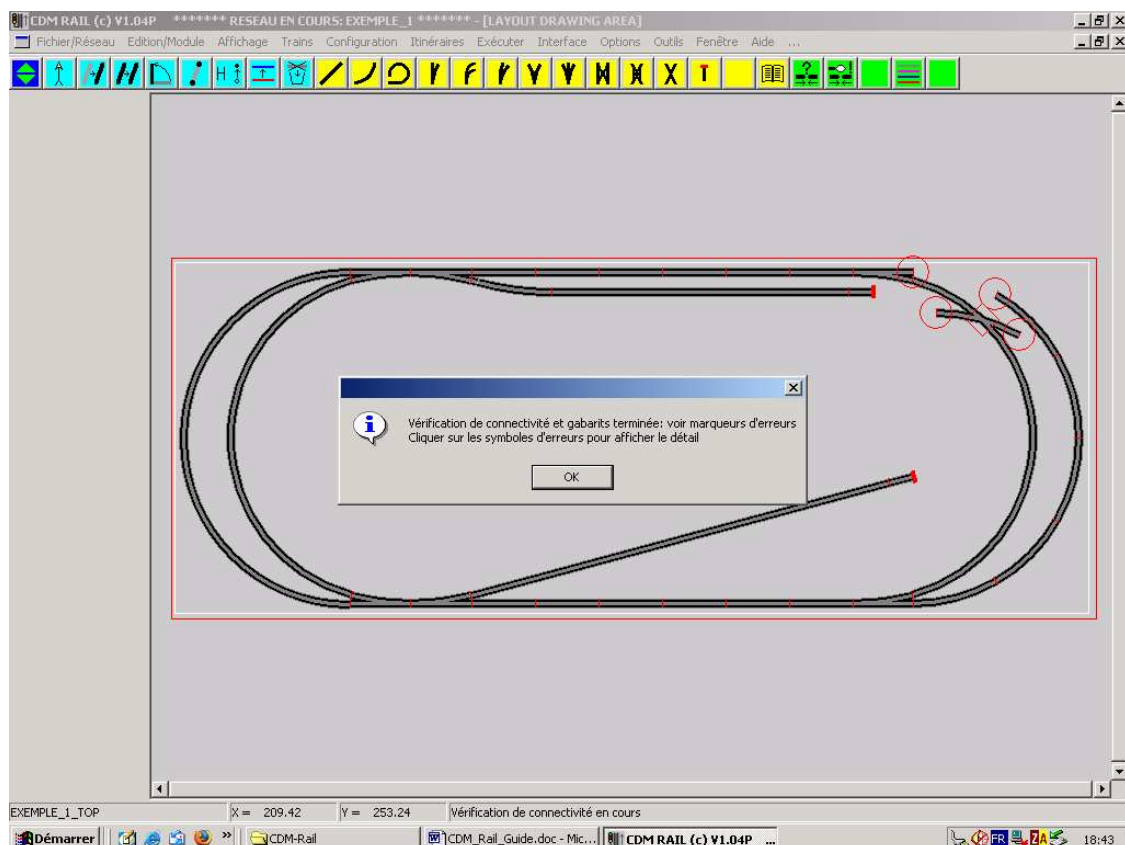 CDM RAIL (c) V1.04P ******* RESEAU EN COURS: EXEMPLE_1 ******* - [LAYOUT DRAWING AREA]
Fichier/Réseau Edition/Module Affichage Trains Configuration Itinéraires Exécuter Interface Options Outils Fenêtre Aide ...
H T ?
Vérification de connectivité et gabarits terminée: voir marqueurs d'erreurs
Cliquer sur les symboles d'erreurs pour afficher le détail
OK
EXEMPLE_1_TOP X = 209.42 Y = 253.24 Vérification de connectivité en cours
Démarrer » CDM-Rail CDM_Rail_Guide.doc - Mic... CDM RAIL (c) V1.04P ... FR ZA 18:43